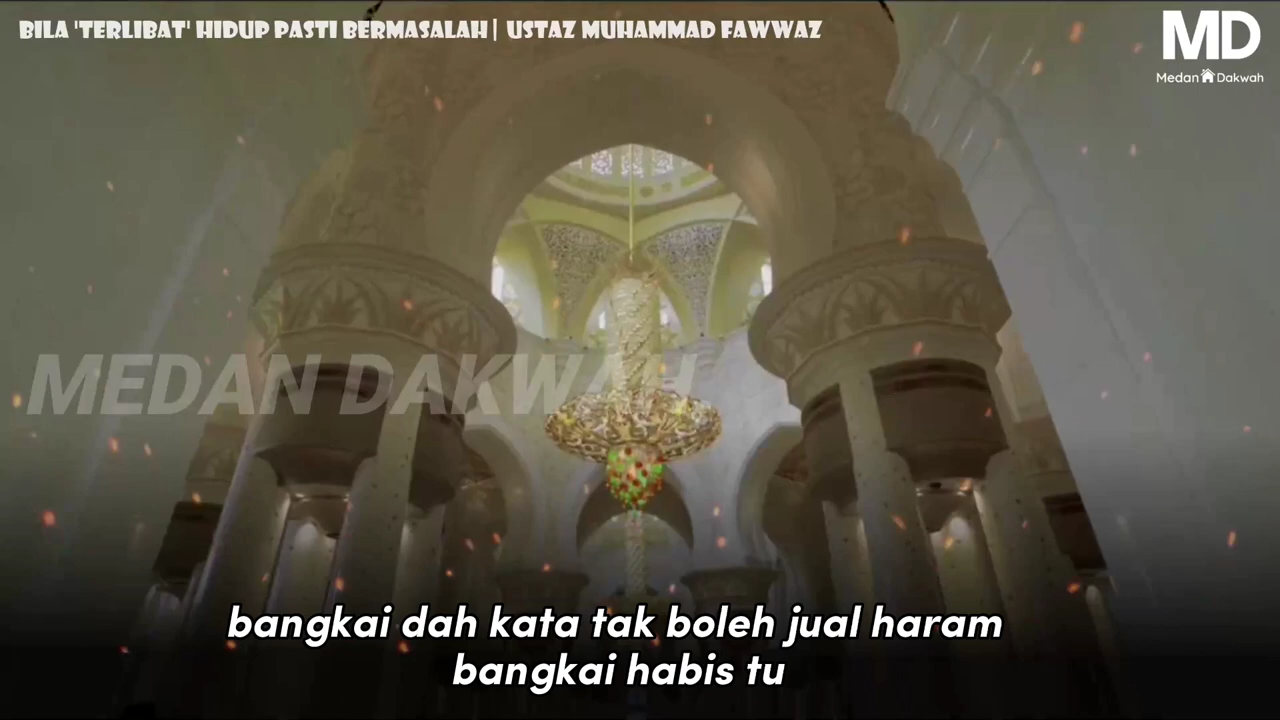 BILA 'TERLIBAT' HIDUP PASTI BERMASALAH | USTAZ MUHAMMAD FAWWAZ
MD
Medan Dakwah
MEDAN DAKWAH
bangkai dah kata tak boleh jual haram
bangkai habis tu